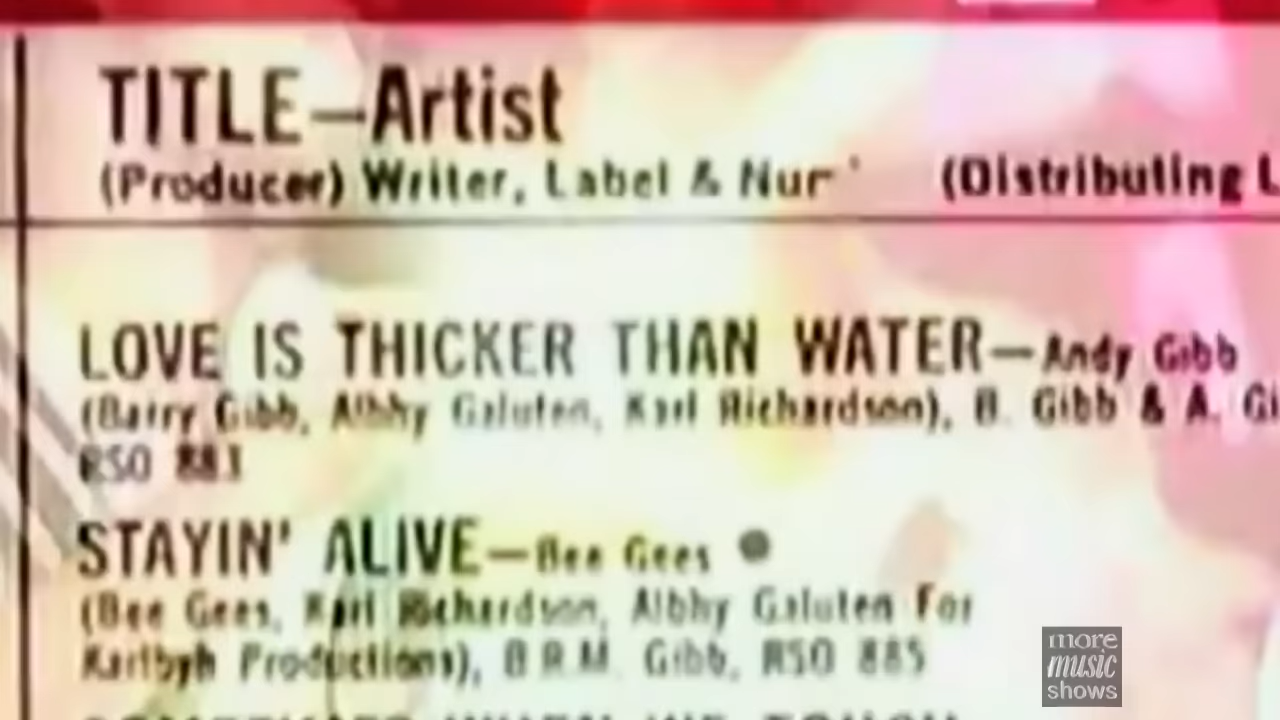 TITLE—Artist
(Producer) Writer, Label & (Distributing L
LOVE IS THICKER THAN WATER—Andy Gibb
(Barry Gibb, Albhy Galuten, Karl Richardson), B. Gibb & A. Gi
RSO 883
STAYIN' ALIVE—Bee Gees
(Bee Gees, Karl Richardson, Albhy Galuten For
Karlbyh Productions), B.R.M. Gibb, RSO 885
more
music
shows